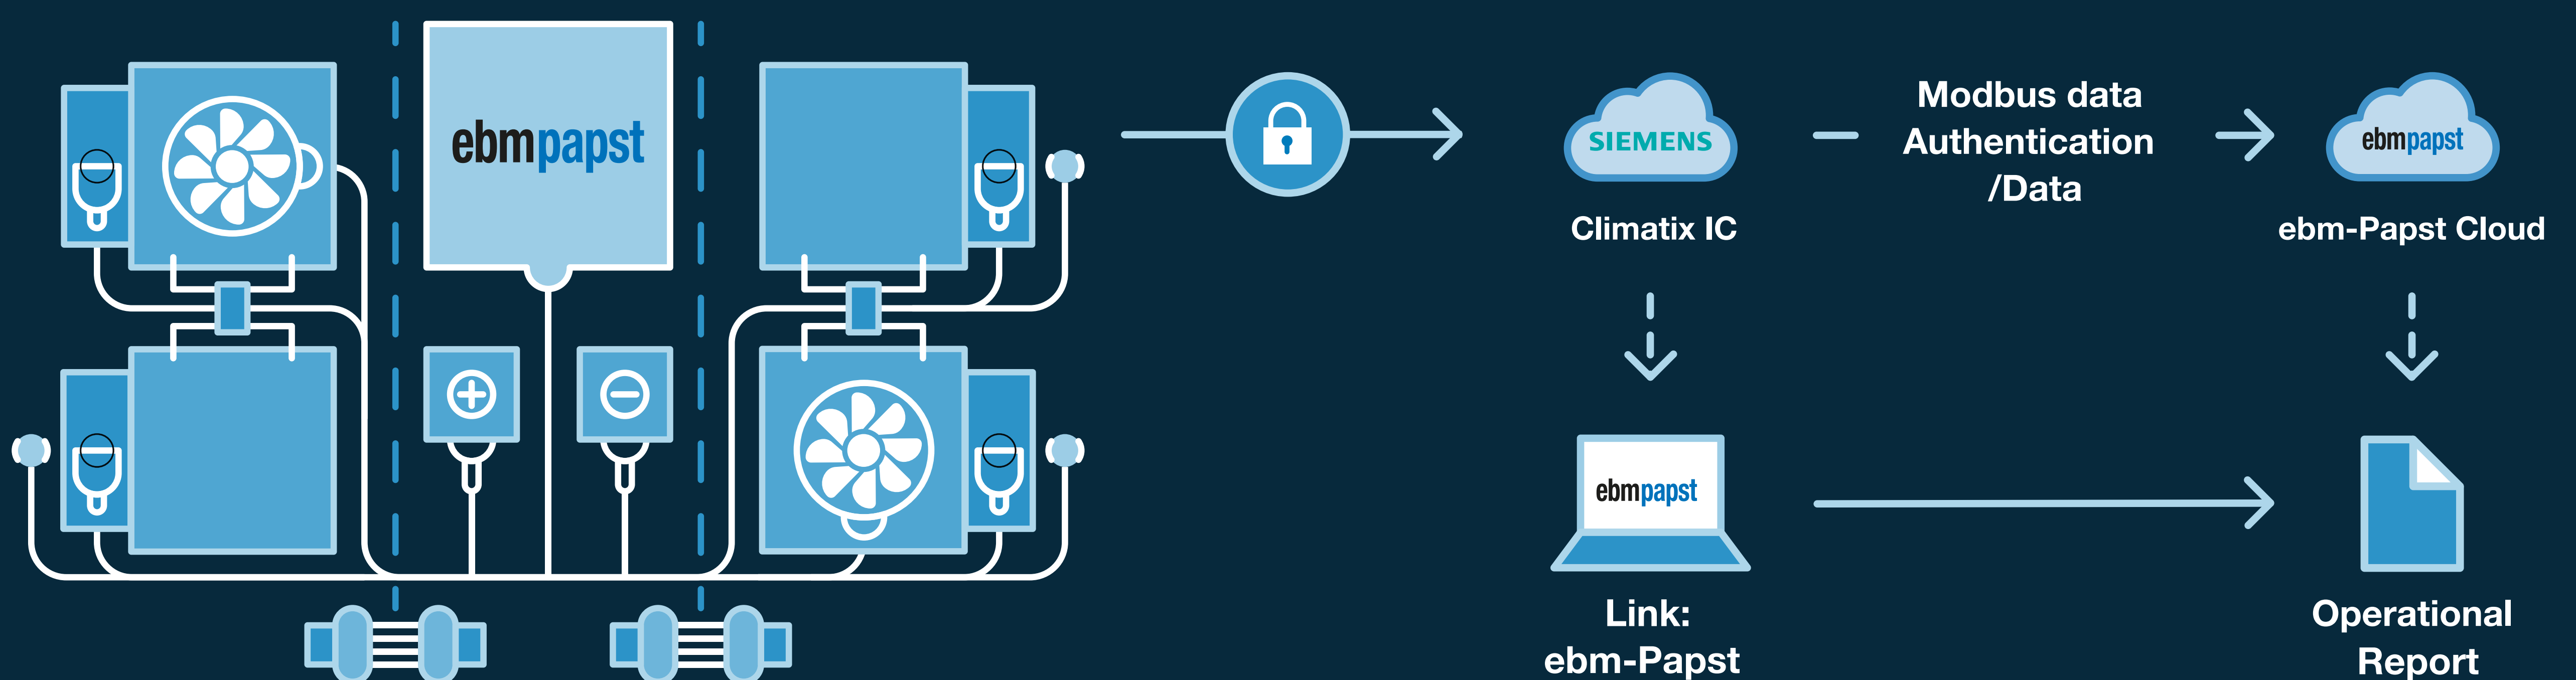 ebmpapst
SIEMENS
Climatix IC
Modbus data
Authentication
/Data
ebmpapst
ebm-Papst Cloud
ebmpapst
Link:
ebm-Papst
Operational
Report